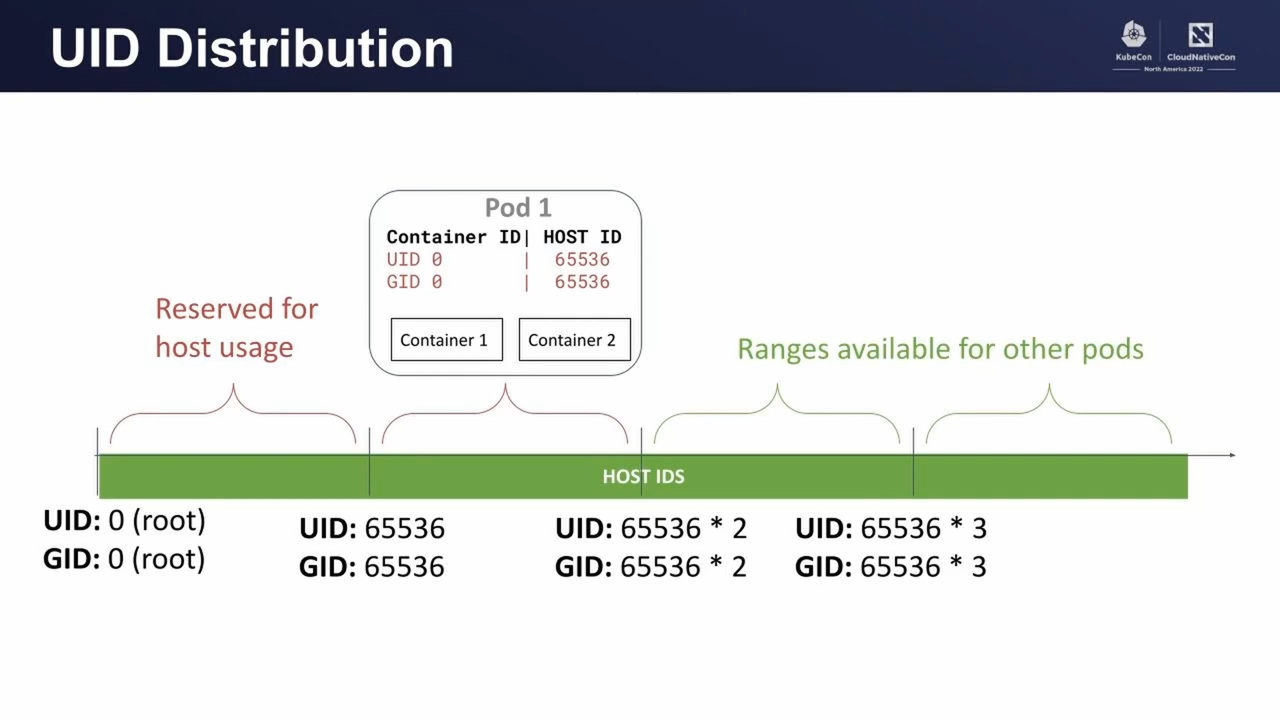 UID Distribution
KubeCon
CloudNativeCon
North America 2022
Pod 1
Container ID| HOST ID
UID 0 | 65536
GID 0 | 65536
Container 1
Container 2
Reserved for
host usage
Ranges available for other pods
HOST IDS
UID: 0 (root)
GID: 0 (root)
UID: 65536
GID: 65536
UID: 65536 * 2
GID: 65536 * 2
UID: 65536 * 3
GID: 65536 * 3